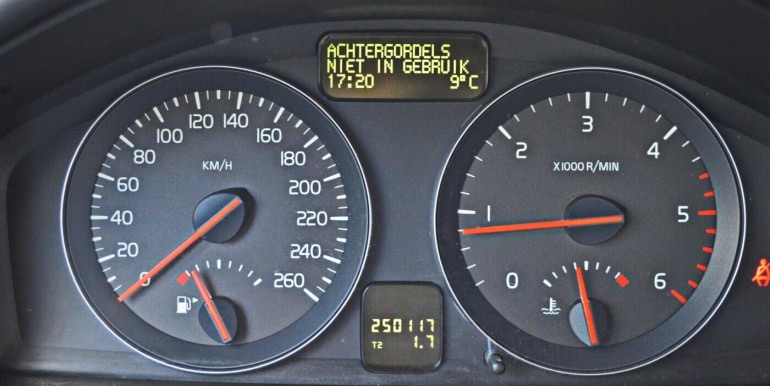 ACHTERGORDELS
NIET IN GEBRUIK
17:20 9°C
0 20 40 60 80 100 120 140 160 180 200 220 240 260
KM/H
0 1 2 3 4 5 6
X1000 R/MIN
250117
T2 1.7